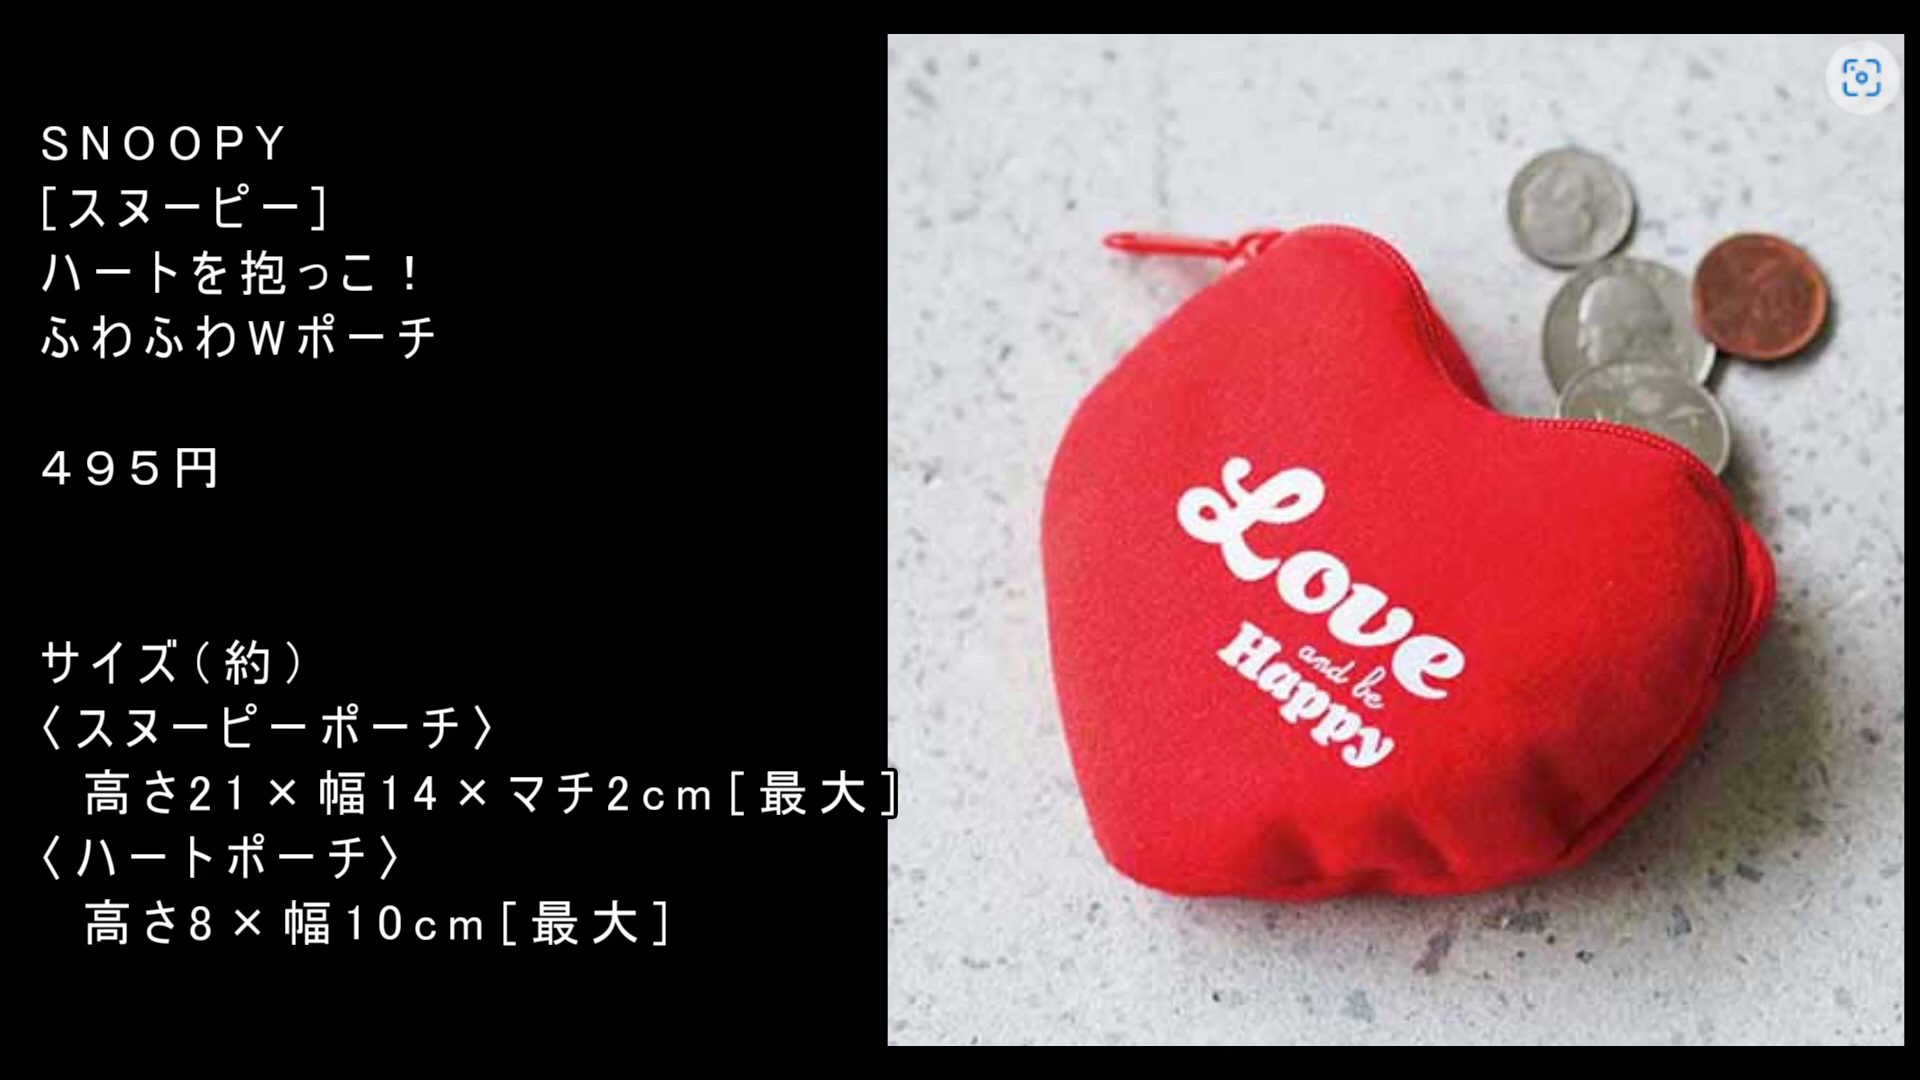 ＳＮＯＯＰＹ
[スヌーピー]
ハートを抱っこ！
ふわふわＷポーチ
４９５円
サイズ(約)
〈スヌーピーポーチ〉
高さ21×幅14×マチ2cm[最大]
〈ハートポーチ〉
高さ8×幅10cm[最大]
Love
and be
Happy